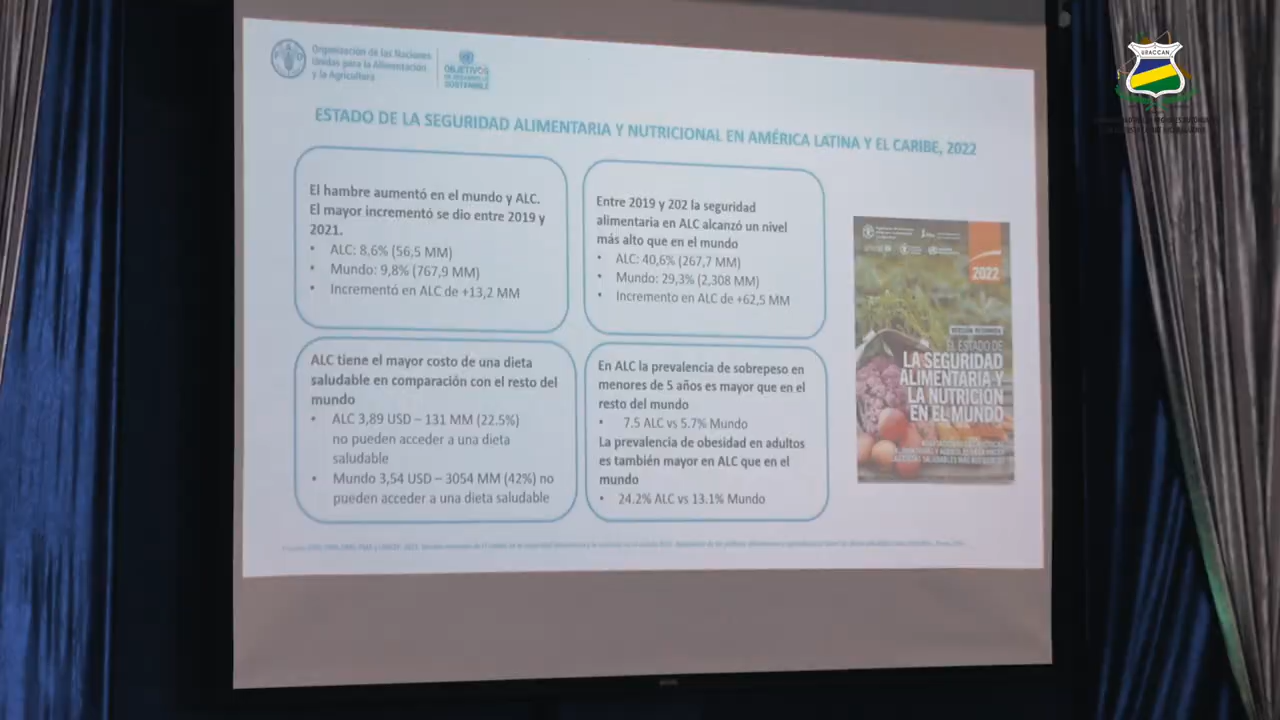 Organización de las Naciones
Unidas para la Alimentación
y la Agricultura
OBJETIVOS
DE DESARROLLO
SOSTENIBLE
URACCAN
ESTADO DE LA SEGURIDAD ALIMENTARIA Y NUTRICIONAL EN AMÉRICA LATINA Y EL CARIBE, 2022
El hambre aumentó en el mundo y ALC.
El mayor incrementó se dio entre 2019 y
2021.
• ALC: 8,6% (56,5 MM)
• Mundo: 9,8% (767,9 MM)
• Incrementó en ALC de +13,2 MM
Entre 2019 y 202 la seguridad
alimentaria en ALC alcanzó un nivel
más alto que en el mundo
• ALC: 40,6% (267,7 MM)
• Mundo: 29,3% (2,308 MM)
• Incremento en ALC de +62,5 MM
ALC tiene el mayor costo de una dieta
saludable en comparación con el resto del
mundo
• ALC 3,89 USD – 131 MM (22.5%)
no pueden acceder a una dieta
saludable
• Mundo 3,54 USD – 3054 MM (42%) no
pueden acceder a una dieta saludable
En ALC la prevalencia de sobrepeso en
menores de 5 años es mayor que en el
resto del mundo
• 7.5 ALC vs 5.7% Mundo
La prevalencia de obesidad en adultos
es también mayor en ALC que en el
mundo
• 24.2% ALC vs 13.1% Mundo
2022
VERSIÓN RESUMIDA
EL ESTADO DE
LA SEGURIDAD
ALIMENTARIA Y
LA NUTRICIÓN
EN EL MUNDO